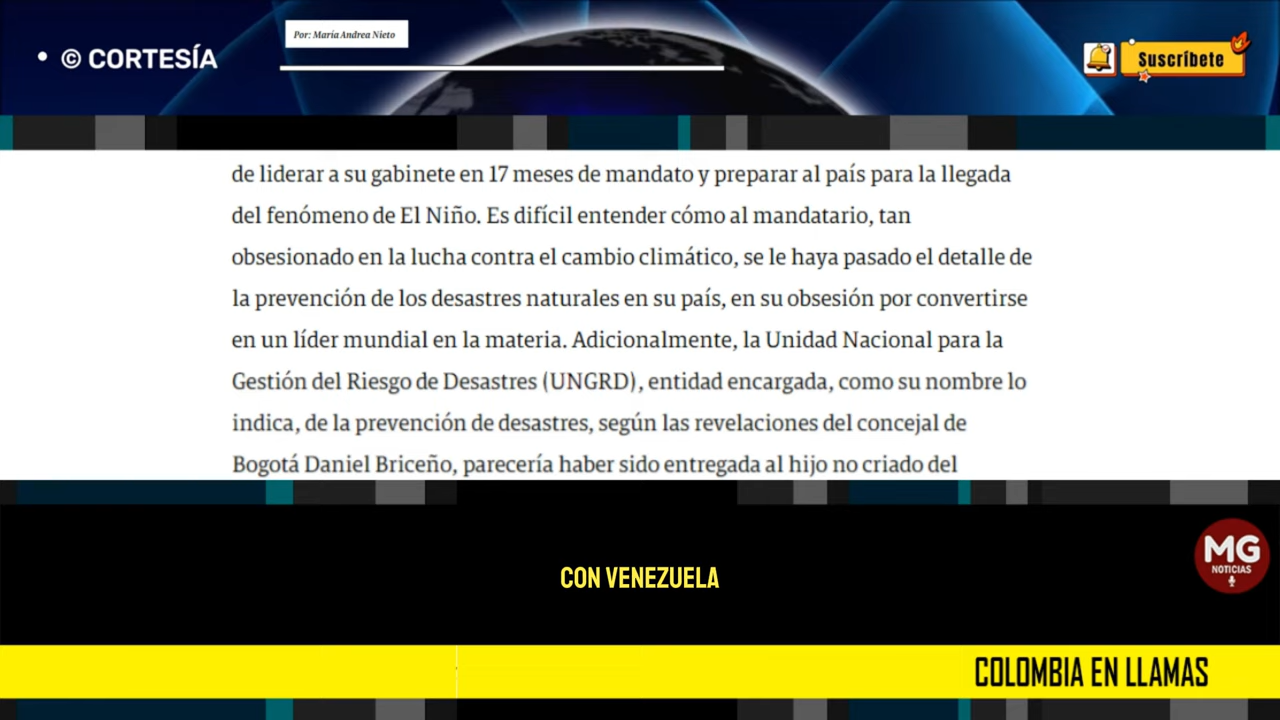 • © CORTESÍA
Por: María Andrea Nieto
Suscríbete
de liderar a su gabinete en 17 meses de mandato y preparar al país para la llegada
del fenómeno de El Niño. Es difícil entender cómo al mandatario, tan
obsesionado en la lucha contra el cambio climático, se le haya pasado el detalle de
la prevención de los desastres naturales en su país, en su obsesión por convertirse
en un líder mundial en la materia. Adicionalmente, la Unidad Nacional para la
Gestión del Riesgo de Desastres (UNGRD), entidad encargada, como su nombre lo
indica, de la prevención de desastres, según las revelaciones del concejal de
Bogotá Daniel Briceño, parecería haber sido entregada al hijo no criado del
MG
NOTICIAS
CON VENEZUELA
COLOMBIA EN LLAMAS